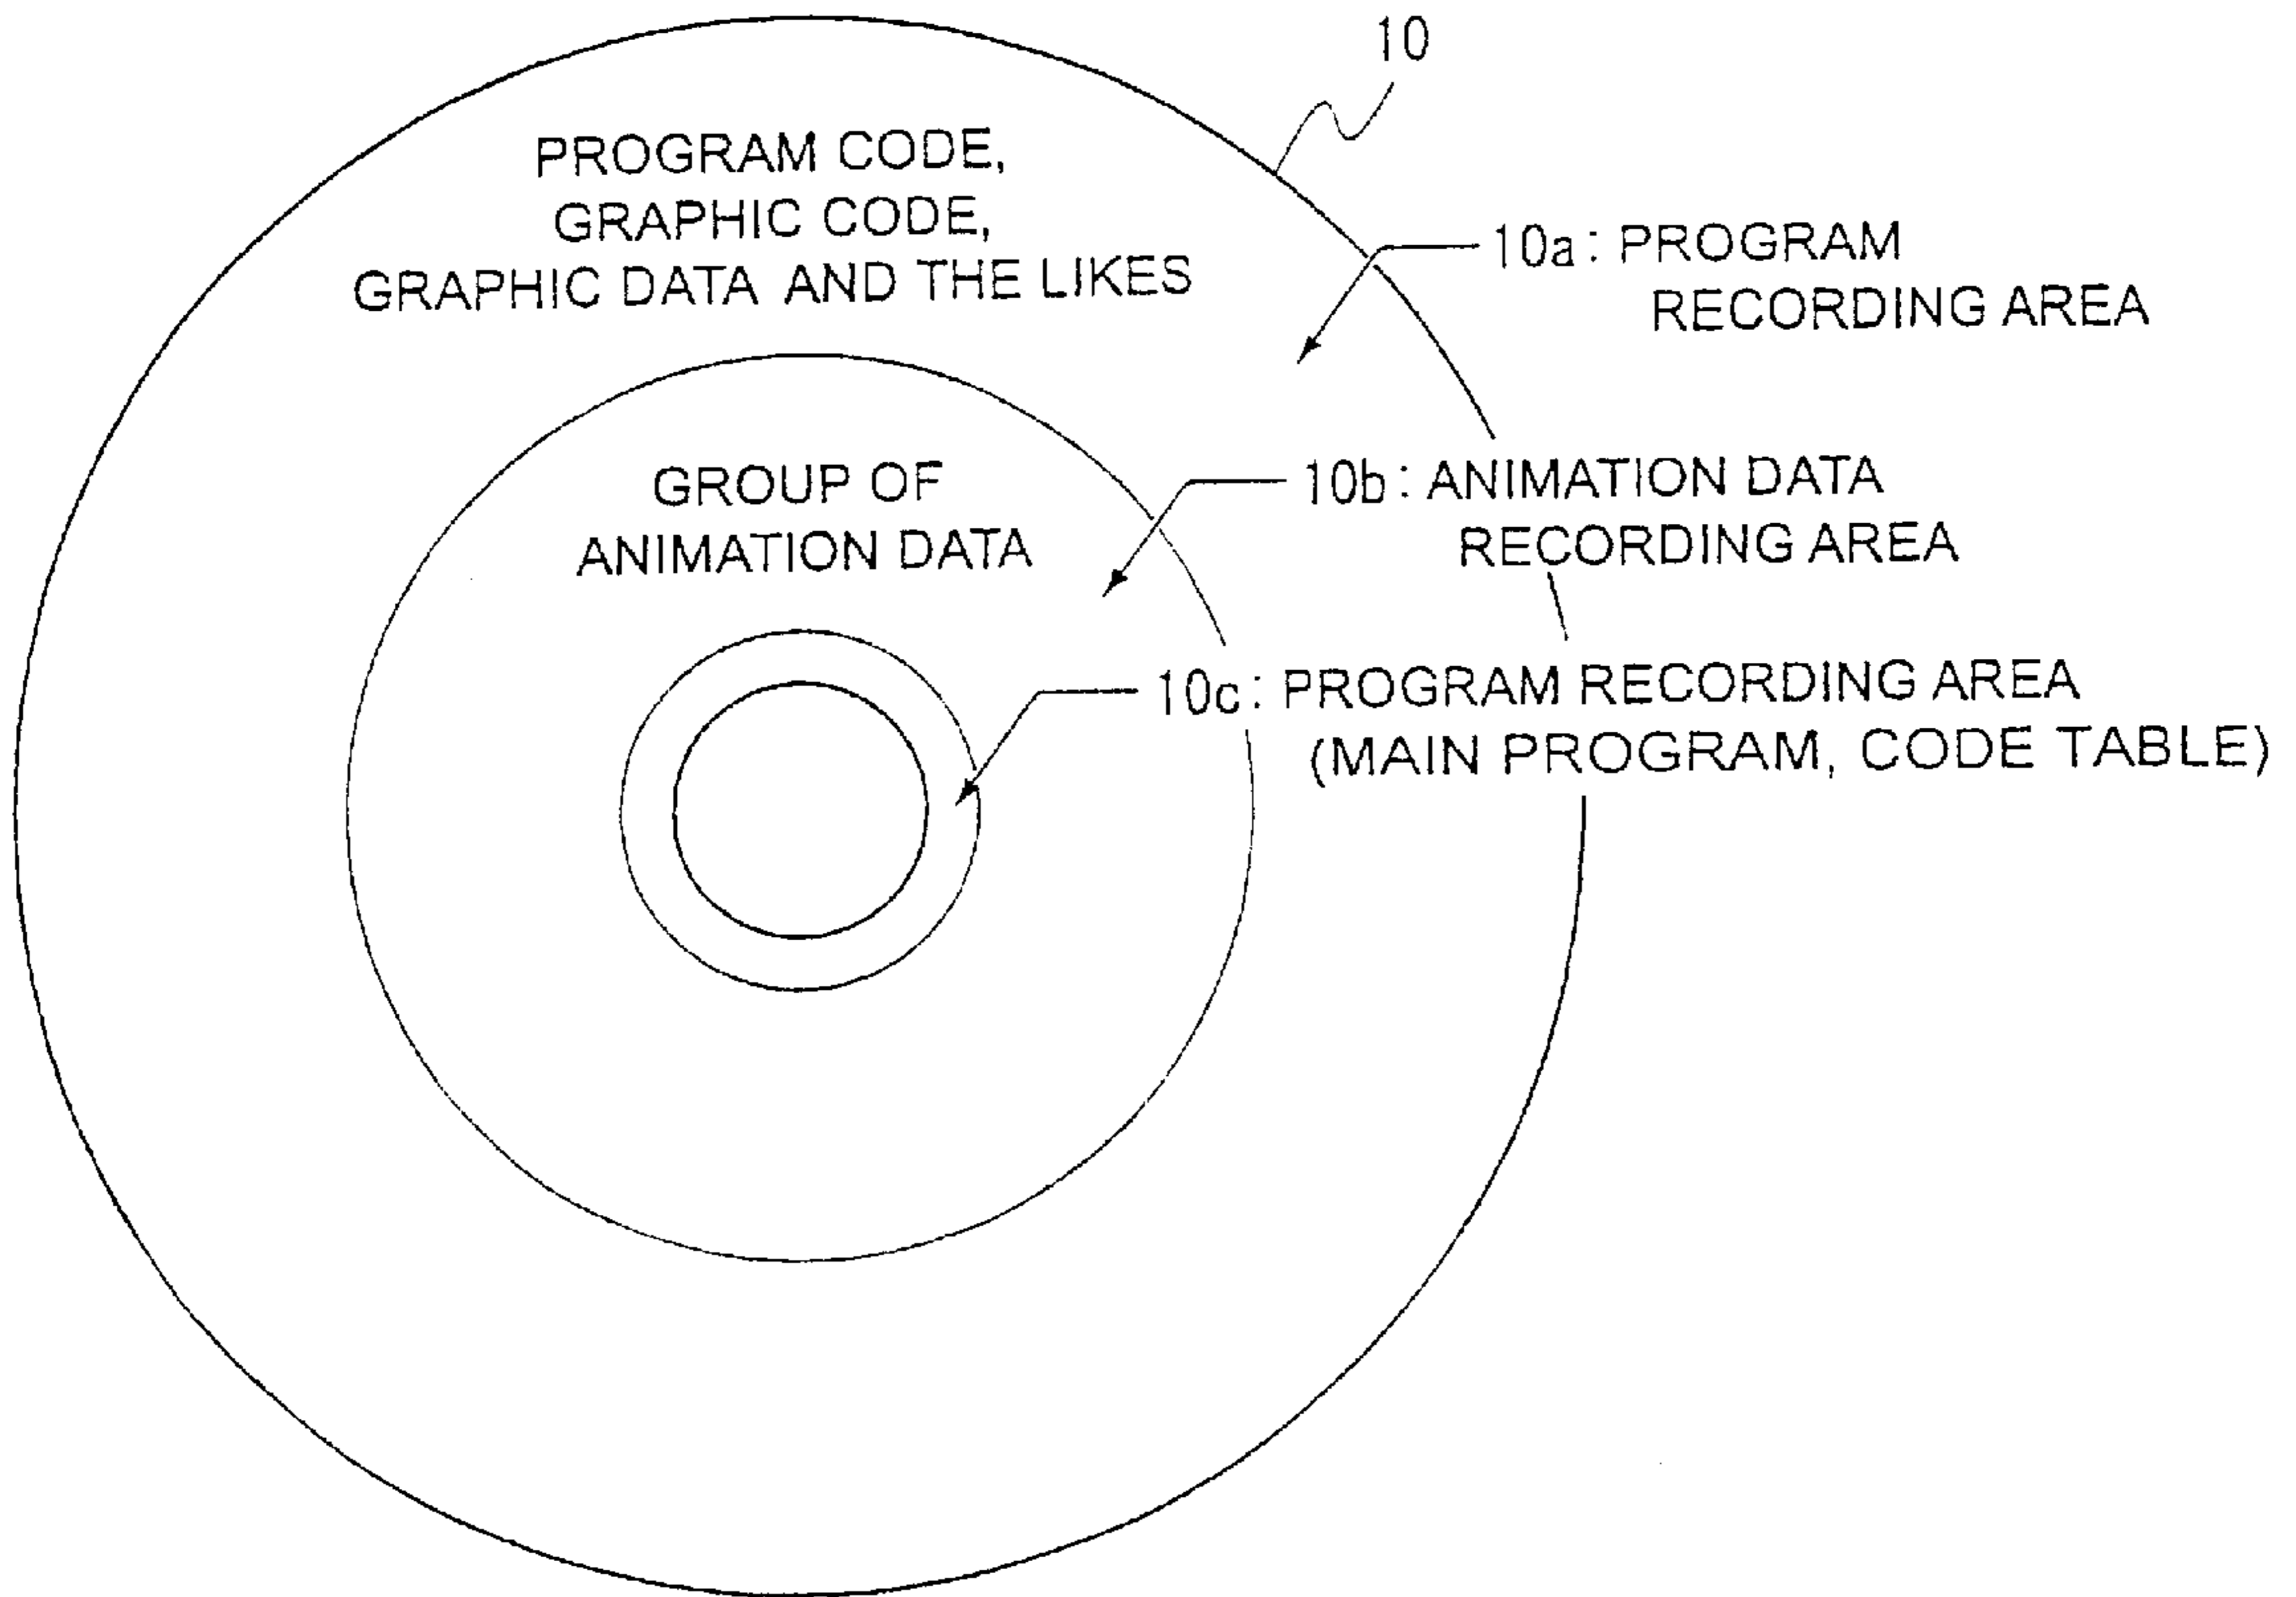 10
PROGRAM CODE,
GRAPHIC CODE,
GRAPHIC DATA AND THE LIKES
10a: PROGRAM
RECORDING AREA
GROUP OF
ANIMATION DATA
10b: ANIMATION DATA
RECORDING AREA
10c: PROGRAM RECORDING AREA
(MAIN PROGRAM, CODE TABLE)